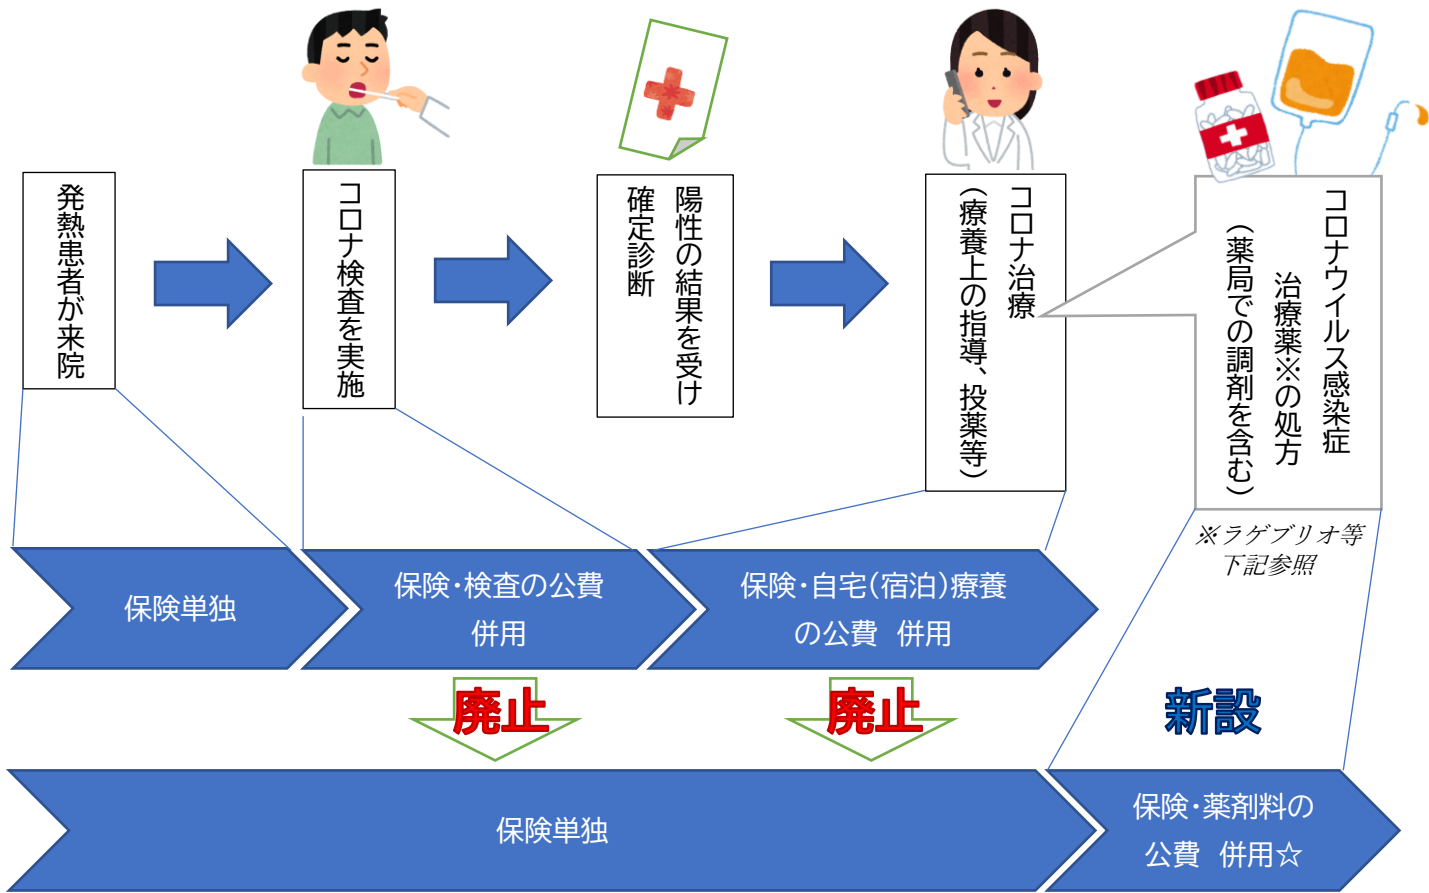 発熱患者が来院
コロナ検査を実施
陽性の結果を受け
確定診断
コロナ治療
（療養上の指導、投薬等）
コロナウイルス感染症
治療薬※の処方
（薬局での調剤を含む）
※ラゲブリオ等
下記参照
保険単独
保険・検査の公費
併用
保険・自宅（宿泊）療養
の公費 併用
廃止
廃止
新設
保険単独
保険・薬剤料の
公費 併用☆